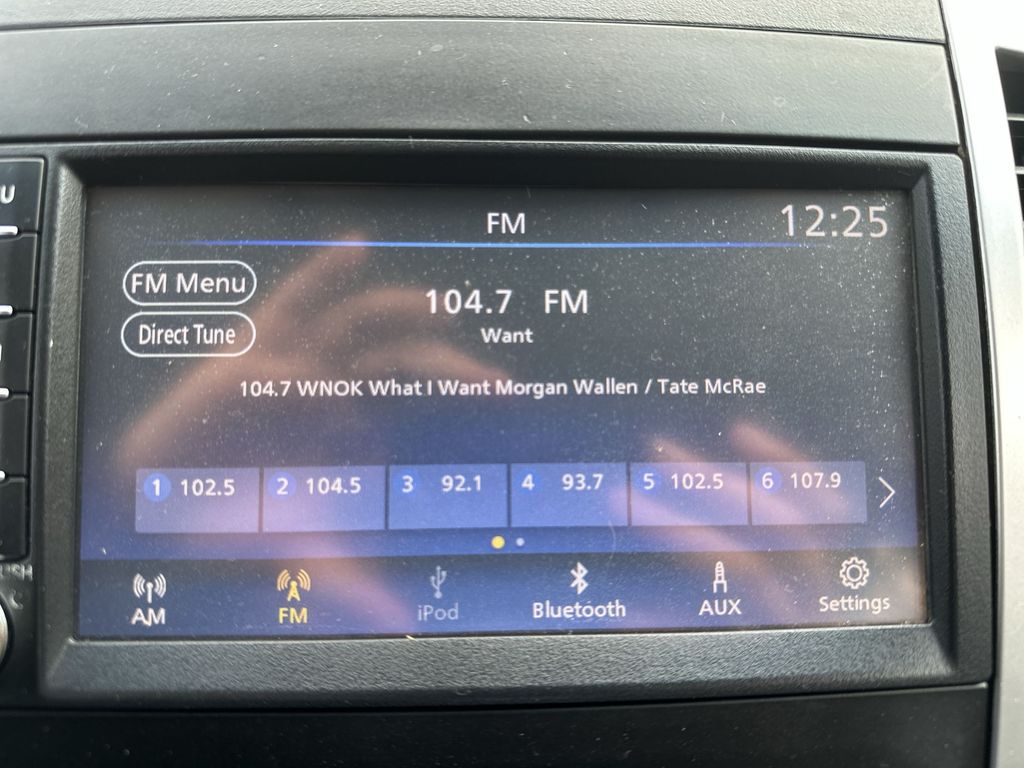 FM
12:25
FM Menu
104.7 FM
Direct Tune
Want
104.7 WNOK What I Want Morgan Wallen / Tate McRae
1 102.5
2 104.5
3 92.1
4 93.7
5 102.5
6 107.9
AM
FM
iPod
Bluetooth
AUX
Settings